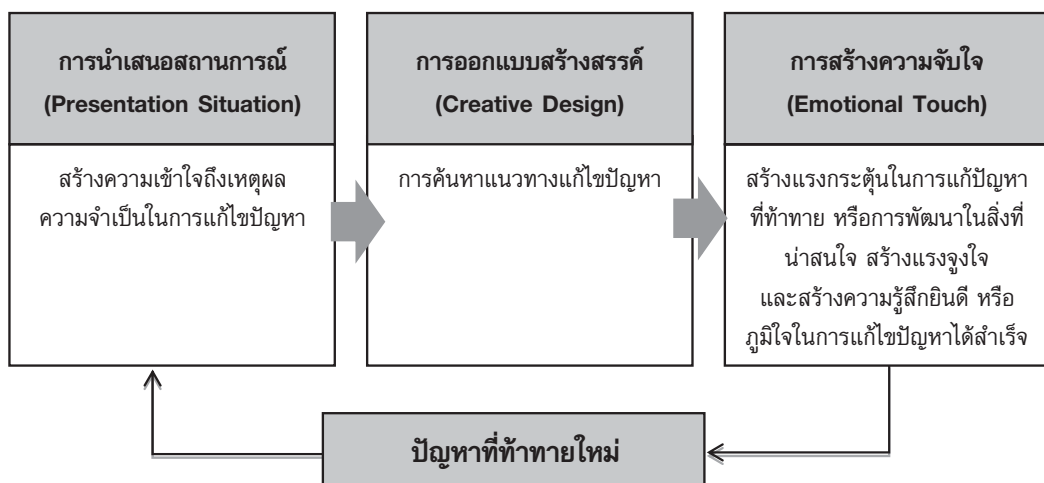 การนำเสนอสถานการณ์
(Presentation Situation)
สร้างความเข้าใจถึงเหตุผล
ความจำเป็นในการแก้ไขปัญหา
การออกแบบสร้างสรรค์
(Creative Design)
การค้นหาแนวทางแก้ไขปัญหา
การสร้างความจับใจ
(Emotional Touch)
สร้างแรงกระตุ้นในการแก้ปัญหา
ที่ท้าทาย หรือการพัฒนาในสิ่งที่
น่าสนใจ สร้างแรงจูงใจ
และสร้างความรู้สึกยินดี หรือ
ภูมิใจในการแก้ไขปัญหาได้สำเร็จ
ปัญหาที่ท้าทายใหม่